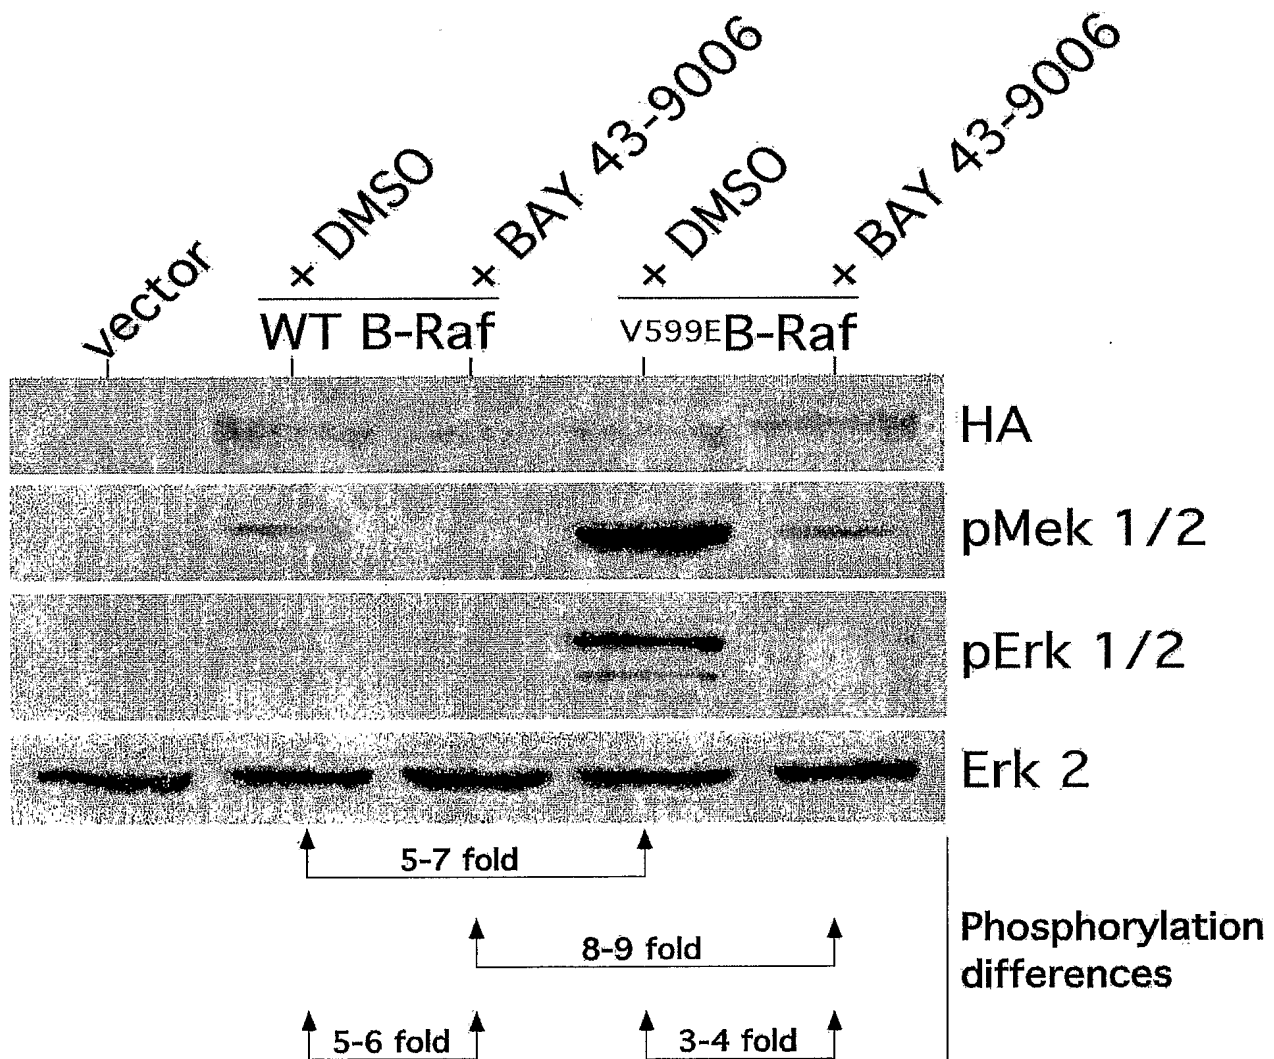 vector
+ DMSO
+ BAY 43-9006
+ DMSO
+ BAY 43-9006
WT B-Raf
V599EB-Raf
HA
pMek 1/2
pErk 1/2
Erk 2
5-7 fold
8-9 fold
5-6 fold
3-4 fold
Phosphorylation
differences